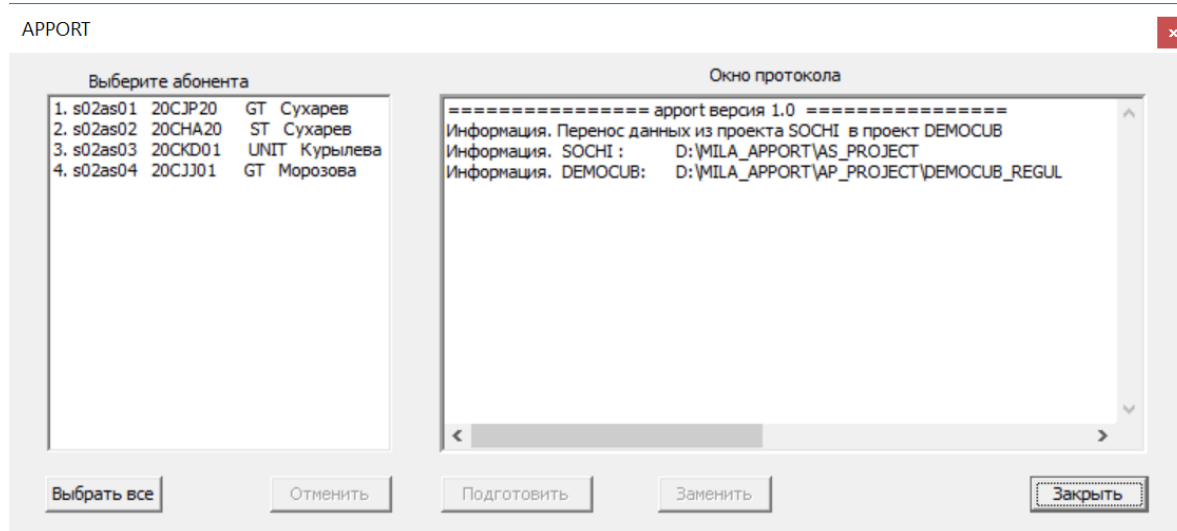 APPORT
Выберите абонента
1. s02as01 20CJP20 GT Сухарев
2. s02as02 20CHA20 ST Сухарев
3. s02as03 20CKD01 UNIT Курылева
4. s02as04 20CJJ01 GT Морозова
Окно протокола
================ apport версия 1.0 ================
Информация. Перенос данных из проекта SOCHI в проект DEMOCUB
Информация. SOCHI : D:\MILA_APPORT\AS_PROJECT
Информация. DEMOCUB: D:\MILA_APPORT\AP_PROJECT\DEMOCUB_REGUL
Выбрать все
Отменить
Подготовить
Заменить
Закрыть